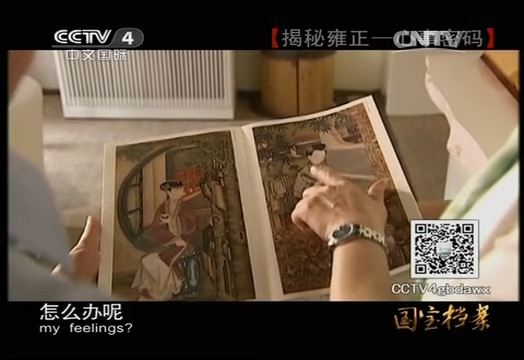 CCTV 4
中文国际
【揭秘雍正—
CNTV
密码】
CCTV4gbdawx
怎么办呢
my feelings?
国宝档案